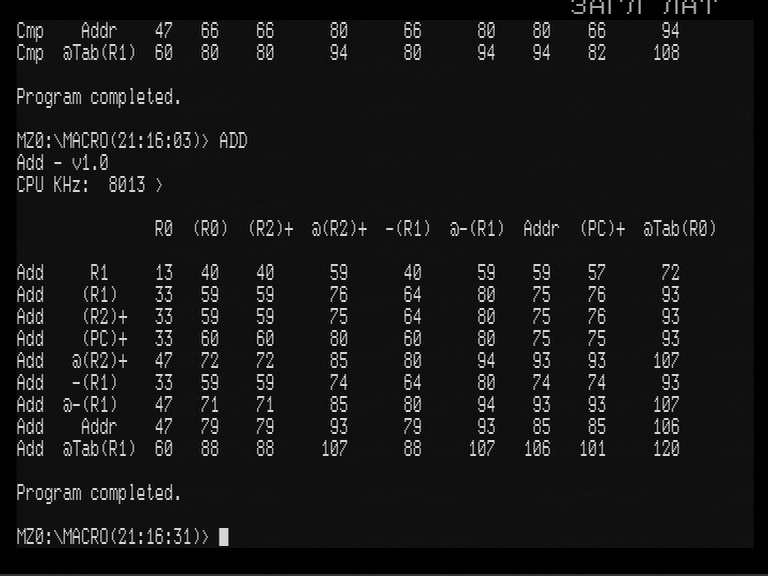 ЗАГЛ ЛАТ
Cmp Addr 47 66 66 80 66 80 80 66 94
Cmp @Tab(R1) 60 80 80 94 80 94 94 82 108
Program completed.
MZ0:\MACRO(21:16:03)> ADD
Add - v1.0
CPU KHz: 8013 >
R0 (R0) (R2)+ @(R2)+ -(R1) @-(R1) Addr (PC)+ @Tab(R0)
Add R1 13 40 40 59 40 59 59 57 72
Add (R1) 33 59 59 76 64 80 75 76 93
Add (R2)+ 33 59 59 75 64 80 75 76 93
Add (PC)+ 33 60 60 80 60 80 75 75 93
Add @(R2)+ 47 72 72 85 80 94 93 93 107
Add -(R1) 33 59 59 74 64 80 74 74 93
Add @-(R1) 47 71 71 85 80 94 93 93 107
Add Addr 47 79 79 93 79 93 85 85 106
Add @Tab(R1) 60 88 88 107 88 107 106 101 120
Program completed.
MZ0:\MACRO(21:16:31)>